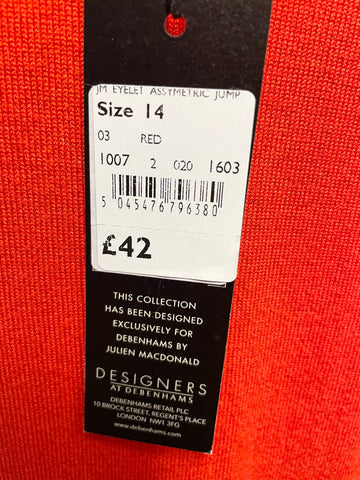 JM EYELET ASSYMETRIC JUMP
Size 14
03 RED
1007 2 020 1603
5 045476 796380
£42
THIS COLLECTION
HAS BEEN DESIGNED
EXCLUSIVELY FOR
DEBENHAMS BY
JULIEN MACDONALD
DESIGNERS
AT DEBENHAMS
DEBENHAMS RETAIL PLC
10 BROCK STREET, REGENT'S PLACE
LONDON NW1 3FG
www.debenhams.com